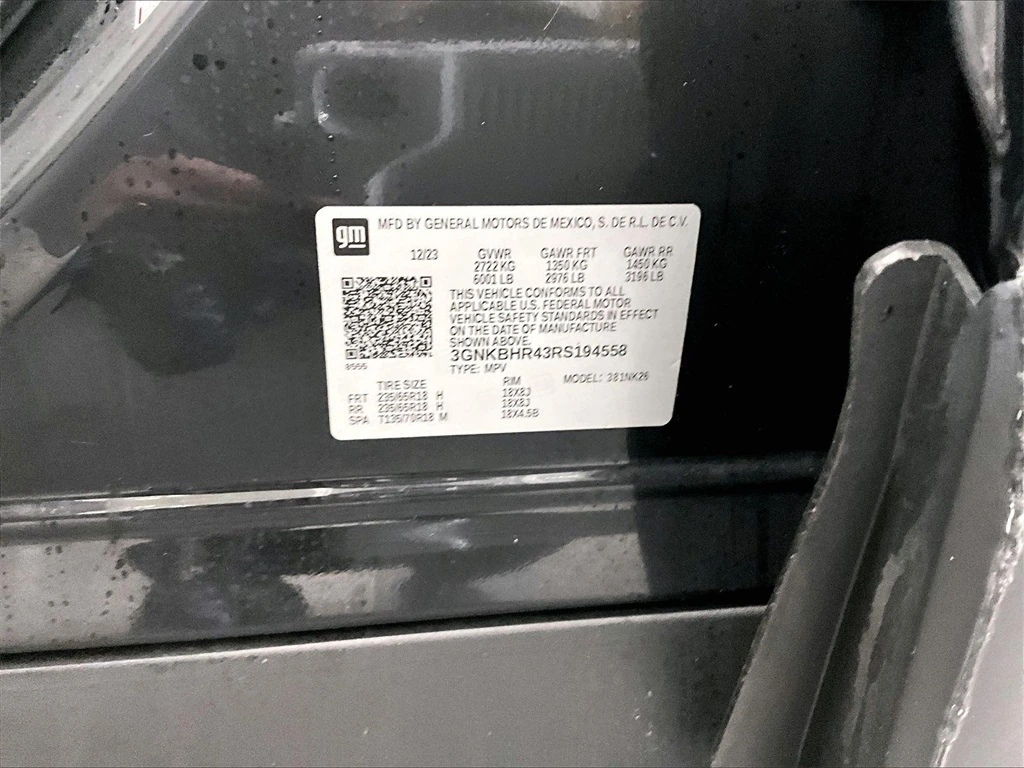 gm MFD BY GENERAL MOTORS DE MEXICO, S. DE R.L. DE C.V.
12/23 GVWR GAWR FRT GAWR RR
2722 KG 1350 KG 1450 KG
6001 LB 2976 LB 3196 LB
THIS VEHICLE CONFORMS TO ALL
APPLICABLE U.S. FEDERAL MOTOR
VEHICLE SAFETY STANDARDS IN EFFECT
ON THE DATE OF MANUFACTURE
SHOWN ABOVE.
3GNKBHR43RS194558
8555 TYPE: MPV
TIRE SIZE RIM MODEL: 381NK26
FRT 235/65R18 H 18X8J
RR 235/65R18 H 18X8J
SPA T135/70R18 M 18X4.5B